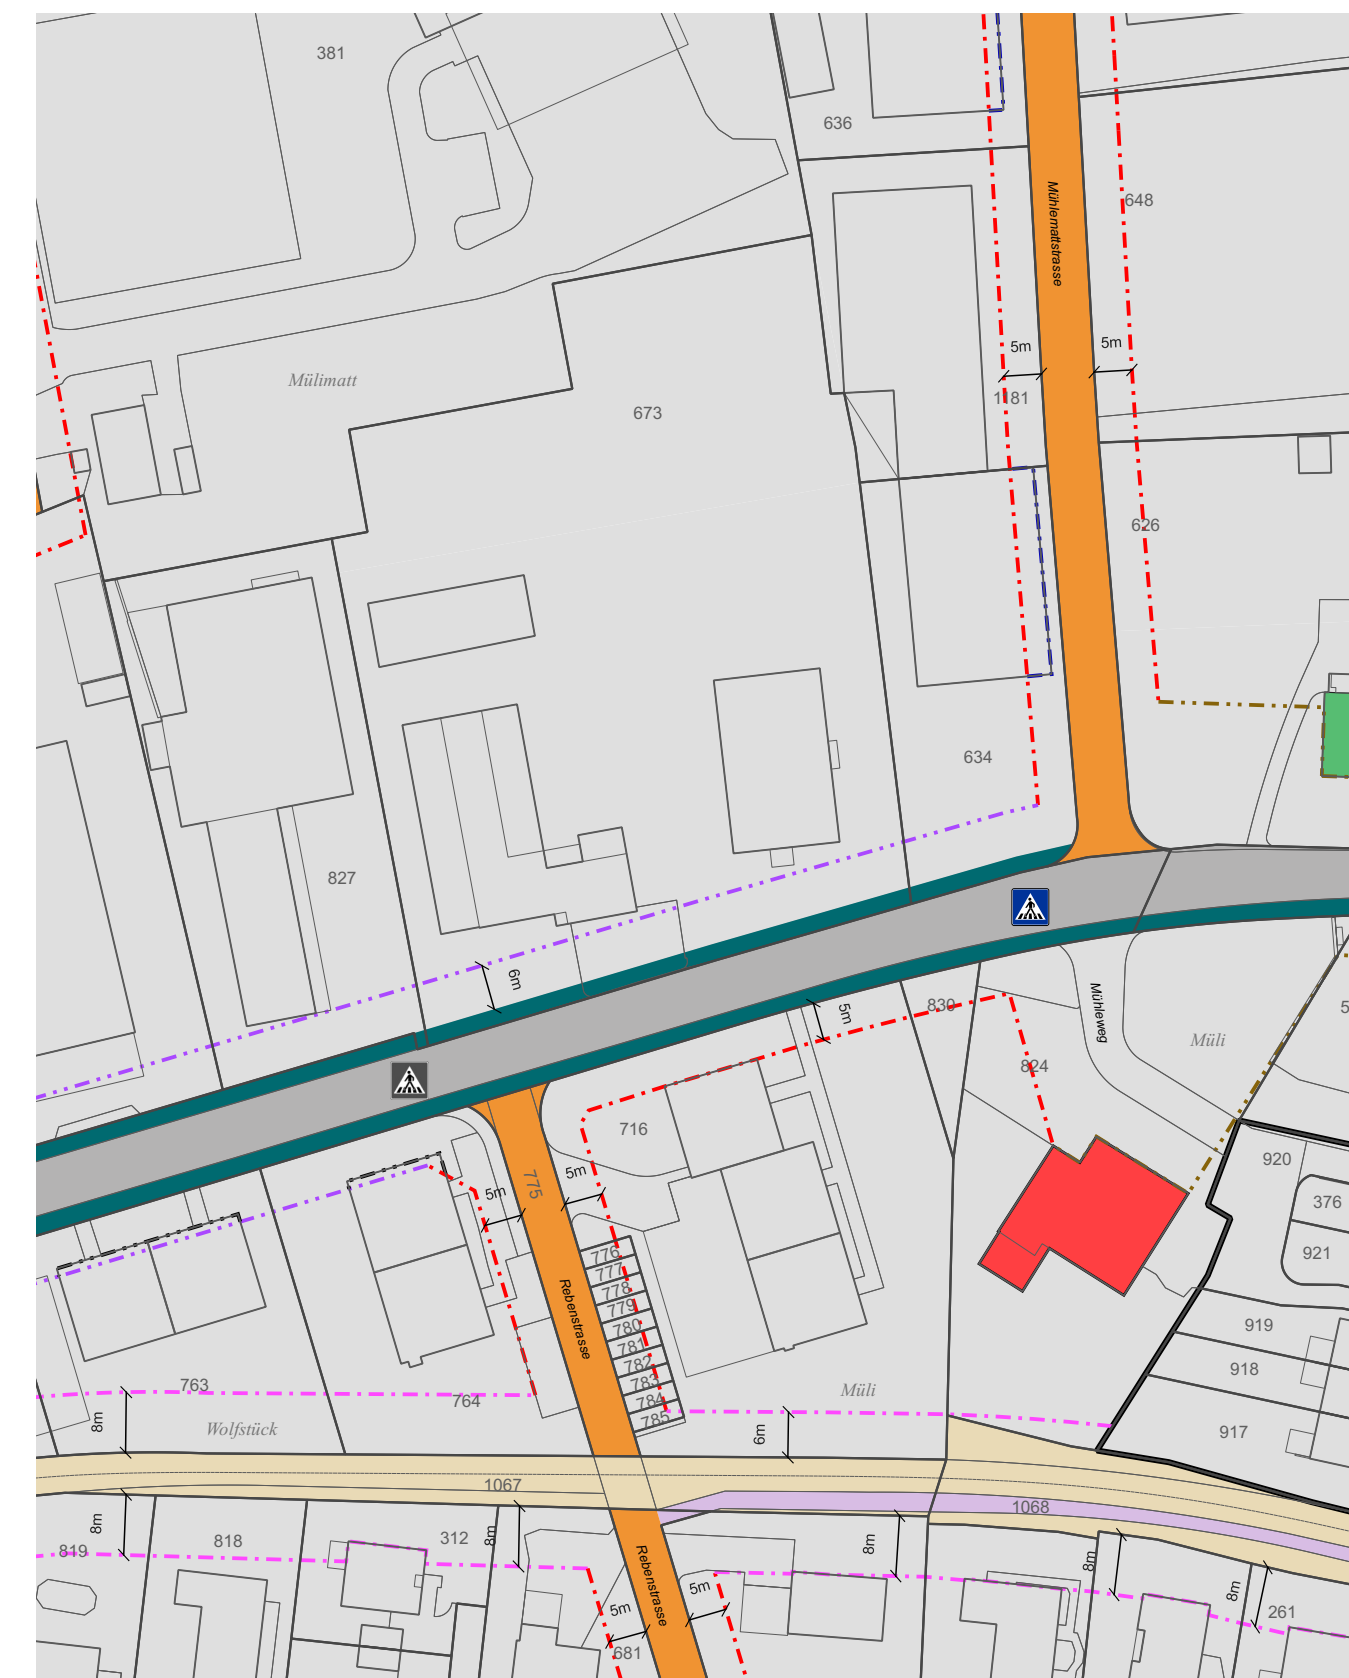 381
636
Mühlemattstrasse
648
5m
5m
Mülimatt
1181
673
626
634
827
6m
5m
830
Mühleweg
Müli
824
716
775
5m
5m
920
376
921
776
777
778
779
780
781
782
783
784
785
Rebenstrasse
919
918
917
763
764
Müli
Wolfstück
8m
6m
1067
1068
8m
819
818
312
8m
8m
8m
8m
Rebenstrasse
5m
5m
681
261